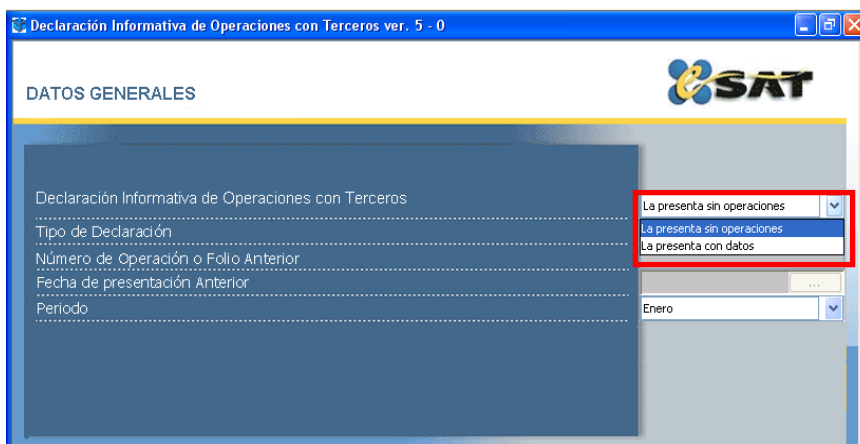 Declaración Informativa de Operaciones con Terceros ver. 5 - 0
eSAT
DATOS GENERALES
Declaración Informativa de Operaciones con Terceros
La presenta sin operaciones
Tipo de Declaración
La presenta sin operaciones
La presenta con datos
Número de Operación o Folio Anterior
Fecha de presentación Anterior
...
Periodo
Enero